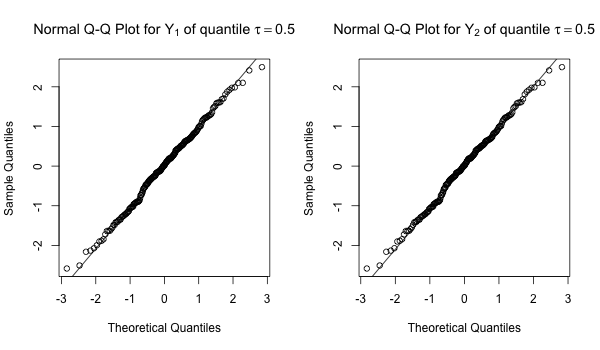 Normal Q-Q Plot for Y₁ of quantile τ = 0.5
Sample Quantiles
2
1
0
-1
-2
-3 -2 -1 0 1 2 3
Theoretical Quantiles
Normal Q-Q Plot for Y₂ of quantile τ = 0.5
Sample Quantiles
2
1
0
-1
-2
-3 -2 -1 0 1 2 3
Theoretical Quantiles